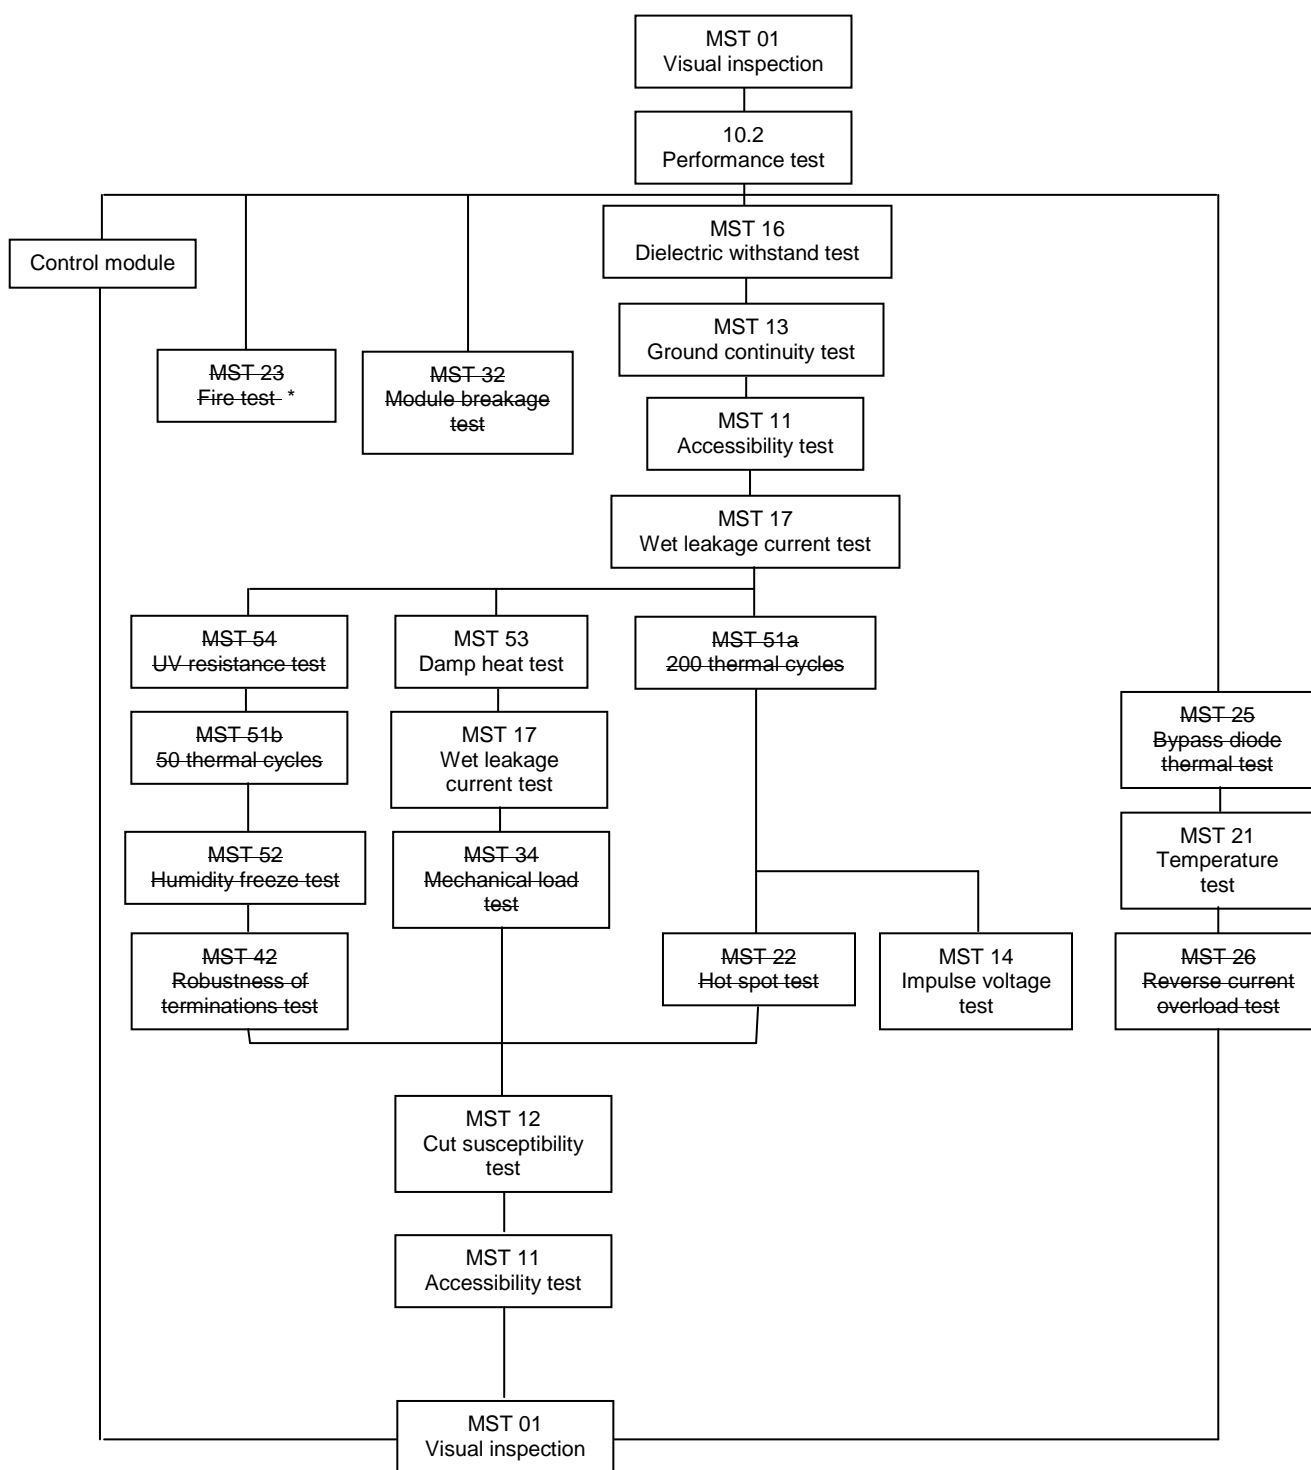 MST 01
Visual inspection
10.2
Performance test
MST 16
Dielectric withstand test
Control module
MST 13
Ground continuity test
MST 23
Fire test *
MST 32
Module breakage
test
MST 11
Accessibility test
MST 17
Wet leakage current test
MST 54
UV resistance test
MST 53
Damp heat test
MST 51a
200 thermal cycles
MST 51b
50 thermal cycles
MST 17
Wet leakage
current test
MST 25
Bypass diode
thermal test
MST 52
Humidity freeze test
MST 34
Mechanical load
test
MST 21
Temperature
test
MST 42
Robustness of
terminations test
MST 22
Hot spot test
MST 14
Impulse voltage
test
MST 26
Reverse current
overload test
MST 12
Cut susceptibility
test
MST 11
Accessibility test
MST 01
Visual inspection